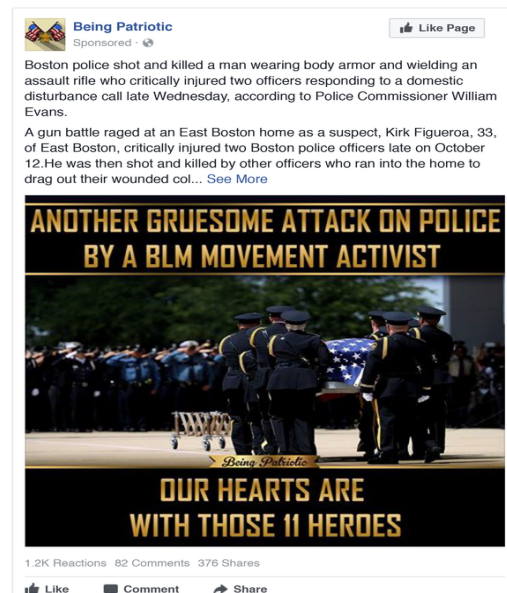 Being Patriotic
Like Page
Sponsored ·
Boston police shot and killed a man wearing body armor and wielding an
assault rifle who critically injured two officers responding to a domestic
disturbance call late Wednesday, according to Police Commissioner William
Evans.
A gun battle raged at an East Boston home as a suspect, Kirk Figueroa, 33,
of East Boston, critically injured two Boston police officers late on October
12.He was then shot and killed by other officers who ran into the home to
drag out their wounded col... See More
ANOTHER GRUESOME ATTACK ON POLICE
BY A BLM MOVEMENT ACTIVIST
Being Patriotic
OUR HEARTS ARE
WITH THOSE 11 HEROES
1.2K Reactions 82 Comments 376 Shares
Like Comment Share